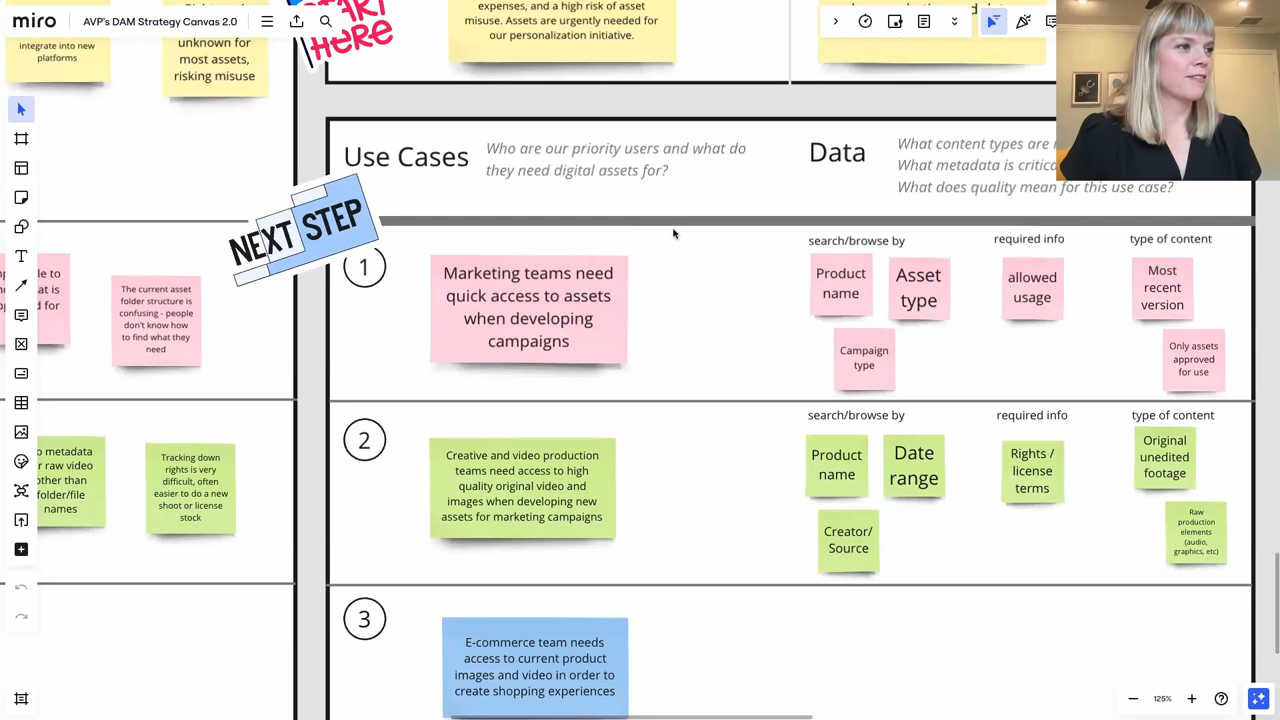 miro
AVP's DAM Strategy Canvas 2.0
START
HERE
integrate into new
platforms
unknown for
most assets,
risking misuse
expenses, and a high risk of asset
misuse. Assets are urgently needed for
our personalization initiative.
Use Cases
Who are our priority users and what do
they need digital assets for?
Data
What content types are
What metadata is critic
What does quality mean for this use case?
NEXT STEP
1
Marketing teams need
quick access to assets
when developing
campaigns
search/browse by
required info
type of content
Product
name
Asset
type
allowed
usage
Most
recent
version
Campaign
type
Only assets
approved
for use
The current asset
folder structure is
confusing - people
don't know how
to find what they
need
2
Creative and video production
teams need access to high
quality original video and
images when developing new
assets for marketing campaigns
search/browse by
required info
type of content
Product
name
Date
range
Rights /
license
terms
Original
unedited
footage
Creator/
Source
Raw
production
elements
(audio,
graphics, etc)
metadata
raw video
other than
folder/file
names
Tracking down
rights is very
difficult, often
easier to do a new
shoot or license
stock
3
E-commerce team needs
access to current product
images and video in order to
create shopping experiences
125%